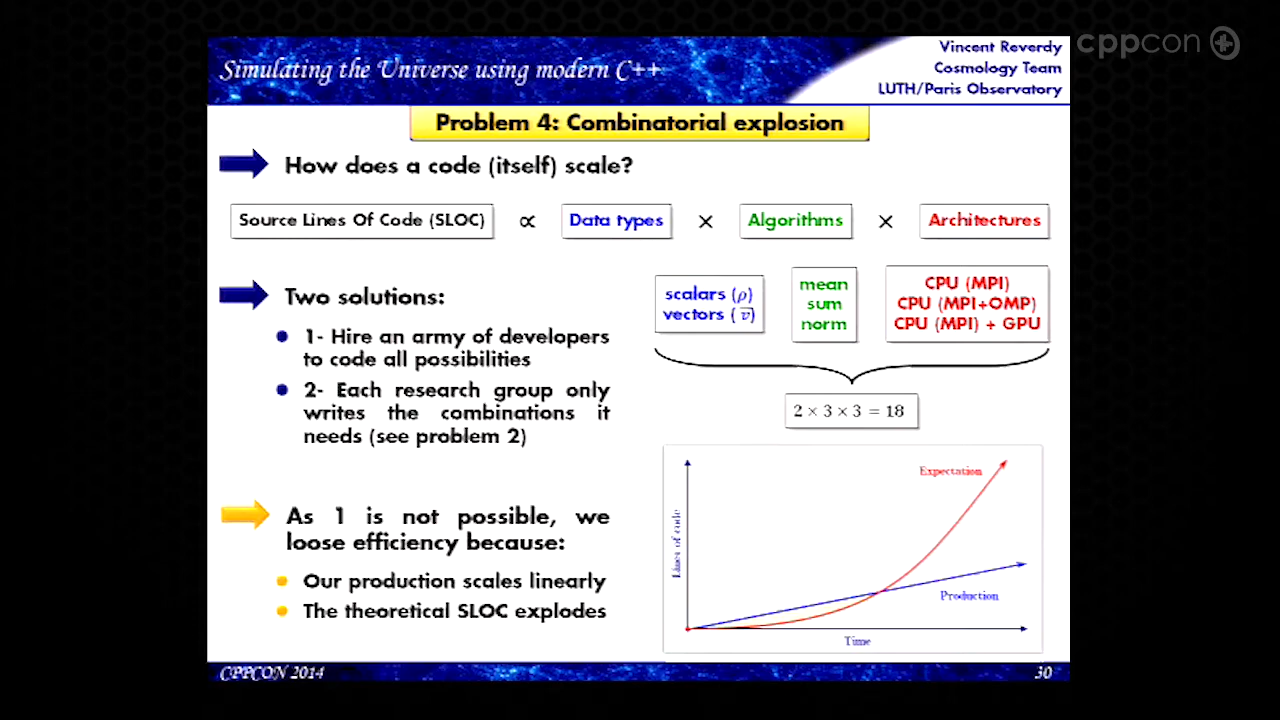 cppcon
Simulating the Universe using modern C++
Vincent Reverdy
Cosmology Team
LUTH/Paris Observatory
Problem 4: Combinatorial explosion
How does a code (itself) scale?
Source Lines Of Code (SLOC) ∝ Data types × Algorithms × Architectures
Two solutions:
1- Hire an army of developers
to code all possibilities
2- Each research group only
writes the combinations it
needs (see problem 2)
scalars (ρ)
vectors (v⃗)
mean
sum
norm
CPU (MPI)
CPU (MPI+OMP)
CPU (MPI) + GPU
2 × 3 × 3 = 18
As 1 is not possible, we
loose efficiency because:
Our production scales linearly
The theoretical SLOC explodes
Lines of code
Expectation
Production
Time
CPPCON 2014
30